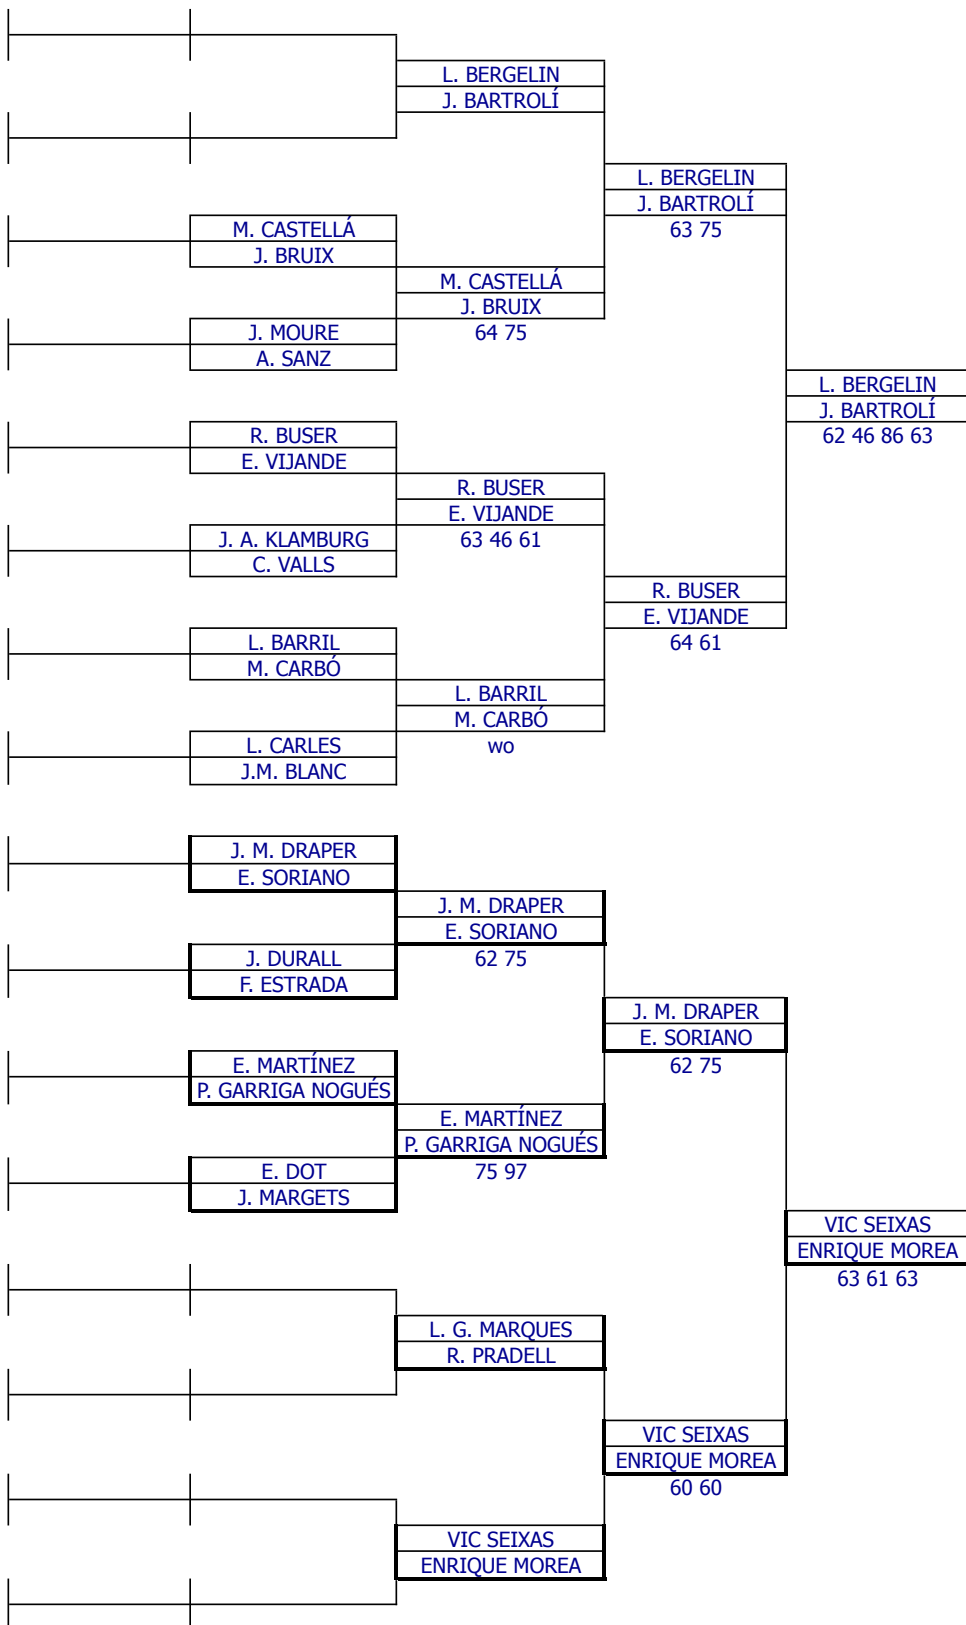 L. BERGELIN
J. BARTROLÍ
L. BERGELIN
J. BARTROLÍ
63 75
M. CASTELLÁ
J. BRUIX
M. CASTELLÁ
J. BRUIX
64 75
J. MOURE
A. SANZ
L. BERGELIN
J. BARTROLÍ
62 46 86 63
R. BUSER
E. VIJANDE
R. BUSER
E. VIJANDE
63 46 61
J. A. KLAMBURG
C. VALLS
R. BUSER
E. VIJANDE
64 61
L. BARRIL
M. CARBÓ
L. BARRIL
M. CARBÓ
wo
L. CARLES
J.M. BLANC
J. M. DRAPER
E. SORIANO
J. M. DRAPER
E. SORIANO
62 75
J. DURALL
F. ESTRADA
J. M. DRAPER
E. SORIANO
62 75
E. MARTÍNEZ
P. GARRIGA NOGUÉS
E. MARTÍNEZ
P. GARRIGA NOGUÉS
75 97
E. DOT
J. MARGETS
VIC SEIXAS
ENRIQUE MOREA
63 61 63
L. G. MARQUES
R. PRADELL
VIC SEIXAS
ENRIQUE MOREA
60 60
VIC SEIXAS
ENRIQUE MOREA